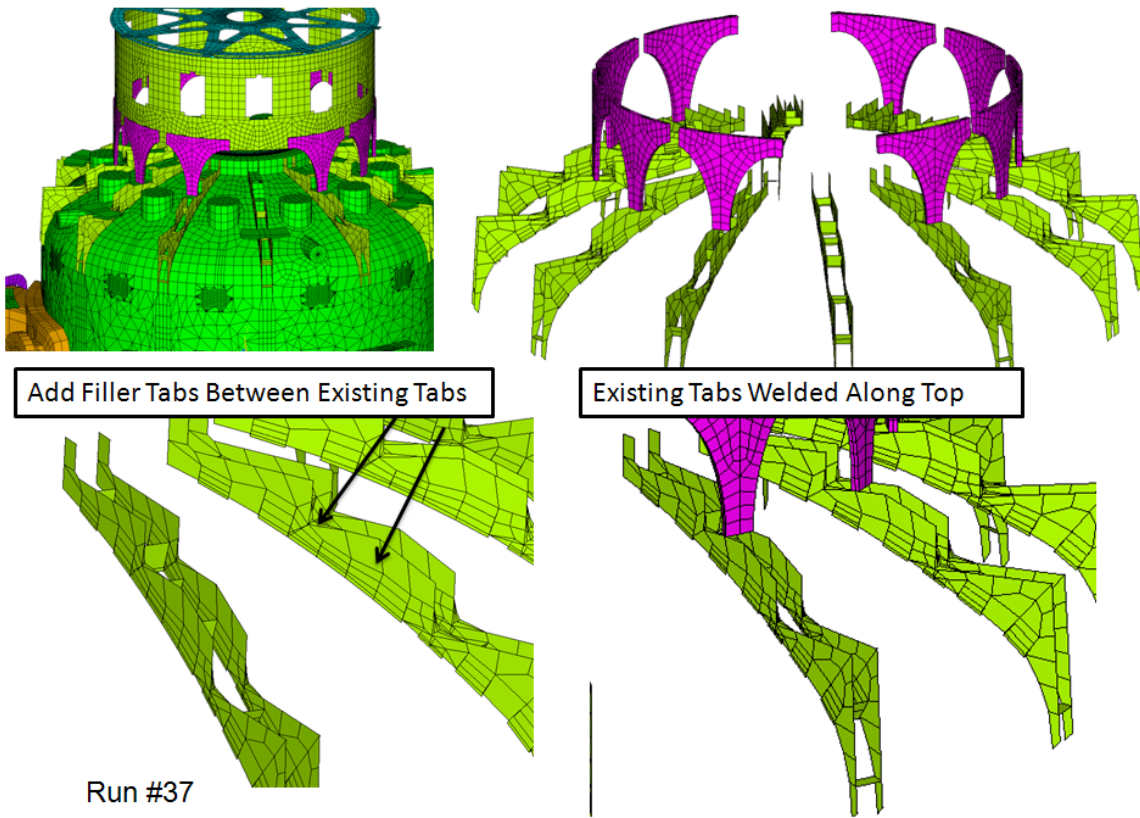 Add Filler Tabs Between Existing Tabs
Existing Tabs Welded Along Top
Run #37